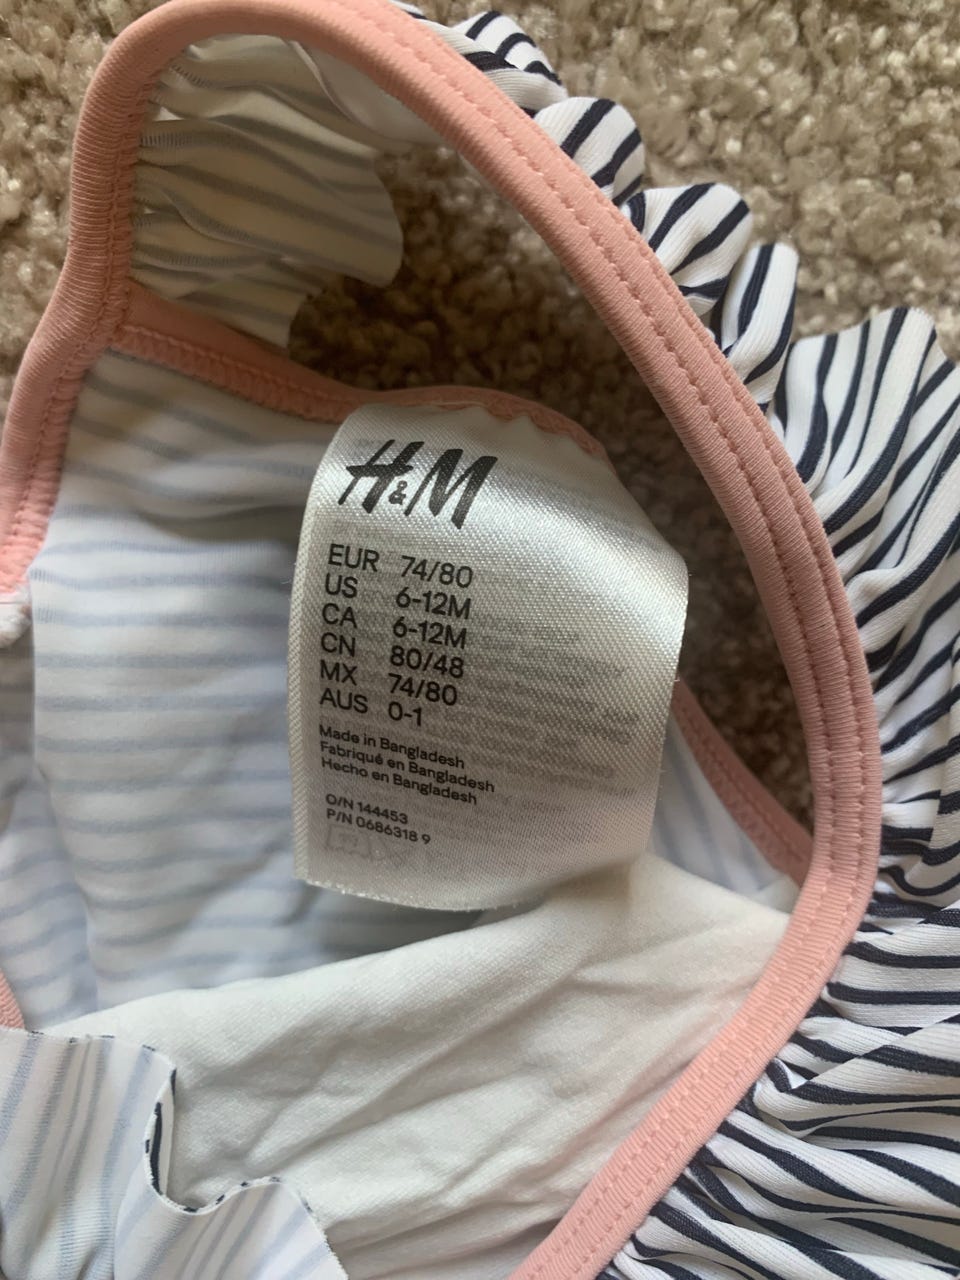 H&M
EUR 74/80
US 6-12M
CA 6-12M
CN 80/48
MX 74/80
AUS 0-1
Made in Bangladesh
Fabriqué en Bangladesh
Hecho en Bangladesh
O/N 144453
P/N 0686318 9